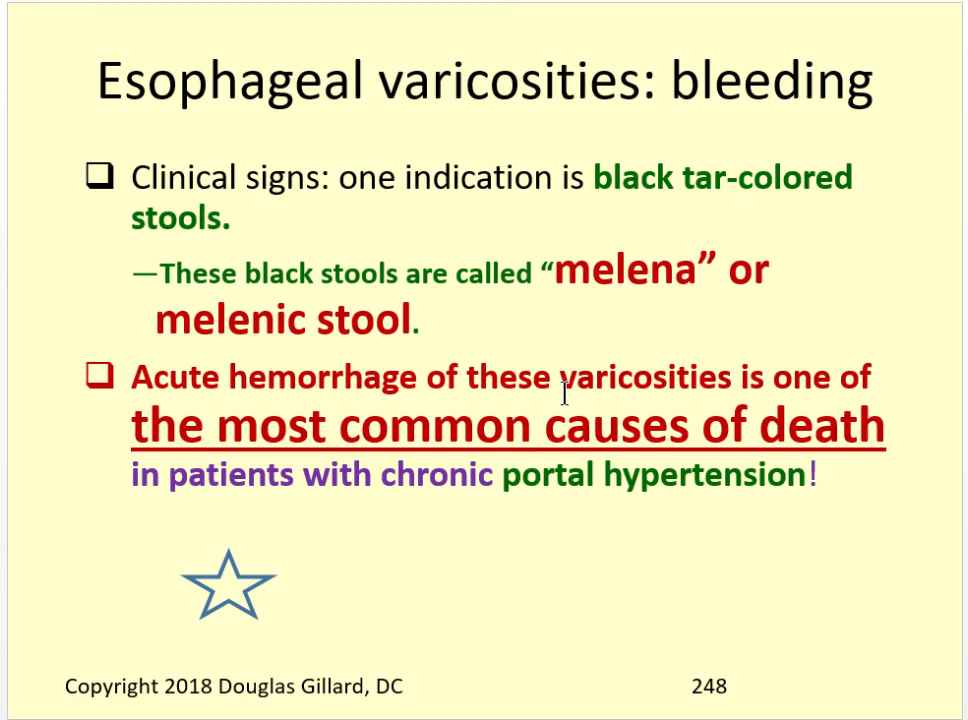 Esophageal varicosities: bleeding
❑ Clinical signs: one indication is black tar-colored
stools.
—These black stools are called “melena” or
melenic stool.
❑ Acute hemorrhage of these varicosities is one of
the most common causes of death
in patients with chronic portal hypertension!
Copyright 2018 Douglas Gillard, DC 248